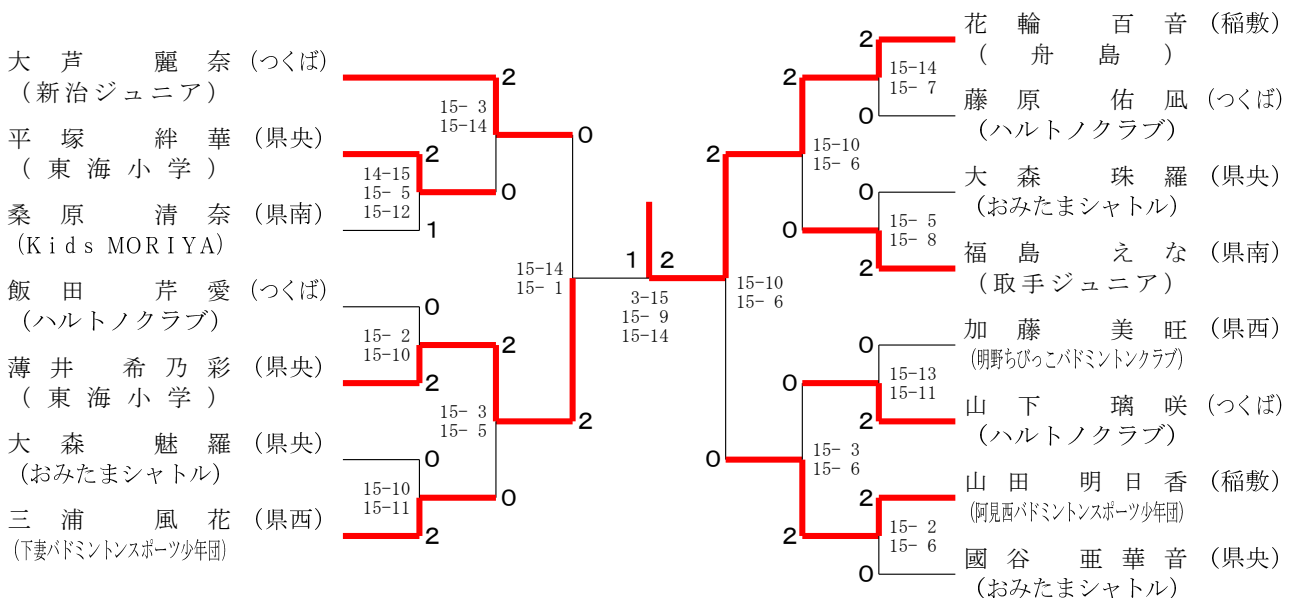 大芦 麗奈 (つくば)
(新治ジュニア)
平塚 絆華 (県央)
(東海小学)
桑原 清奈 (県南)
(Kids MORIYA)
飯田 芹愛 (つくば)
(ハルトノクラブ)
薄井 希乃彩 (県央)
(東海小学)
大森 魅羅 (県央)
(おみたまシャトル)
三浦 風花 (県西)
(下妻バドミントンスポーツ少年団)
2
15- 3
15-14
0
2
14-15
15- 5
15-12
0
1
15-14
15- 1
0
15- 2
15-10
2
2
15- 3
15- 5
2
0
15-10
15-11
0
2
1 2
3-15
15- 9
15-14
2
15-10
15- 6
0
2
15-10
15- 6
0
0
15- 3
15- 6
2
2
15-14
15- 7
0
0
15- 5
15- 8
2
0
15-13
15-11
2
2
15- 2
15- 6
0
花輪 百音 (稲敷)
(舟島)
藤原 佑凪 (つくば)
(ハルトノクラブ)
大森 珠羅 (県央)
(おみたまシャトル)
福島 えな (県南)
(取手ジュニア)
加藤 美旺 (県西)
(明野ちびっこバドミントンクラブ)
山下 璃咲 (つくば)
(ハルトノクラブ)
山田 明日香 (稲敷)
(阿見西バドミントンスポーツ少年団)
國谷 亜華音 (県央)
(おみたまシャトル)